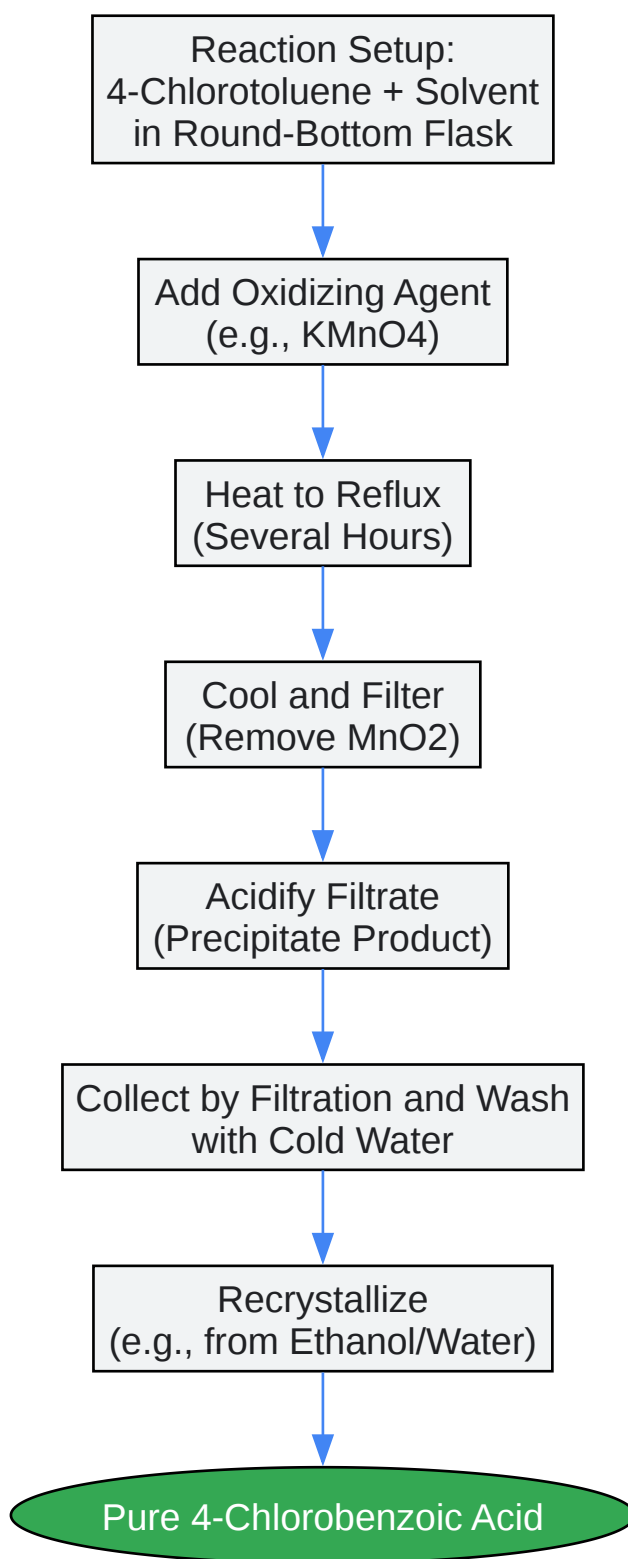 Reaction Setup:
4-Chlorotoluene + Solvent
in Round-Bottom Flask
Add Oxidizing Agent
(e.g., KMnO4)
Heat to Reflux
(Several Hours)
Cool and Filter
(Remove MnO2)
Acidify Filtrate
(Precipitate Product)
Collect by Filtration and Wash
with Cold Water
Recrystallize
(e.g., from Ethanol/Water)
Pure 4-Chlorobenzoic Acid